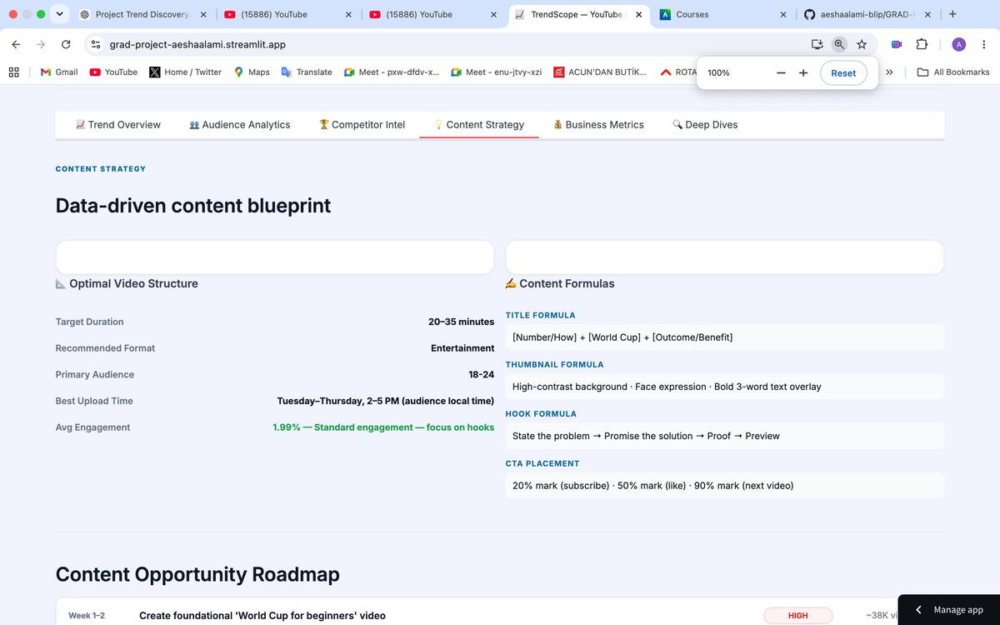 Project Trend Discovery
(15886) YouTube
(15886) YouTube
TrendScope — YouTube
Courses
aeshaalami-blip/GRAD-
grad-project-aeshaalami.streamlit.app
A
Gmail
YouTube
Home / Twitter
Maps
Translate
Meet - pxw-dfdv-x...
Meet - enu-jtvy-xzi
ACUN'DAN BUTİK...
ROTA
All Bookmarks
100%
Reset
Trend Overview
Audience Analytics
Competitor Intel
Content Strategy
Business Metrics
Deep Dives
CONTENT STRATEGY
Data-driven content blueprint
Optimal Video Structure
Target Duration 20–35 minutes
Recommended Format Entertainment
Primary Audience 18-24
Best Upload Time Tuesday–Thursday, 2–5 PM (audience local time)
Avg Engagement 1.99% — Standard engagement — focus on hooks
Content Formulas
TITLE FORMULA
[Number/How] + [World Cup] + [Outcome/Benefit]
THUMBNAIL FORMULA
High-contrast background · Face expression · Bold 3-word text overlay
HOOK FORMULA
State the problem → Promise the solution → Proof → Preview
CTA PLACEMENT
20% mark (subscribe) · 50% mark (like) · 90% mark (next video)
Content Opportunity Roadmap
Week 1–2 Create foundational 'World Cup for beginners' video HIGH ~38K vi
Manage app